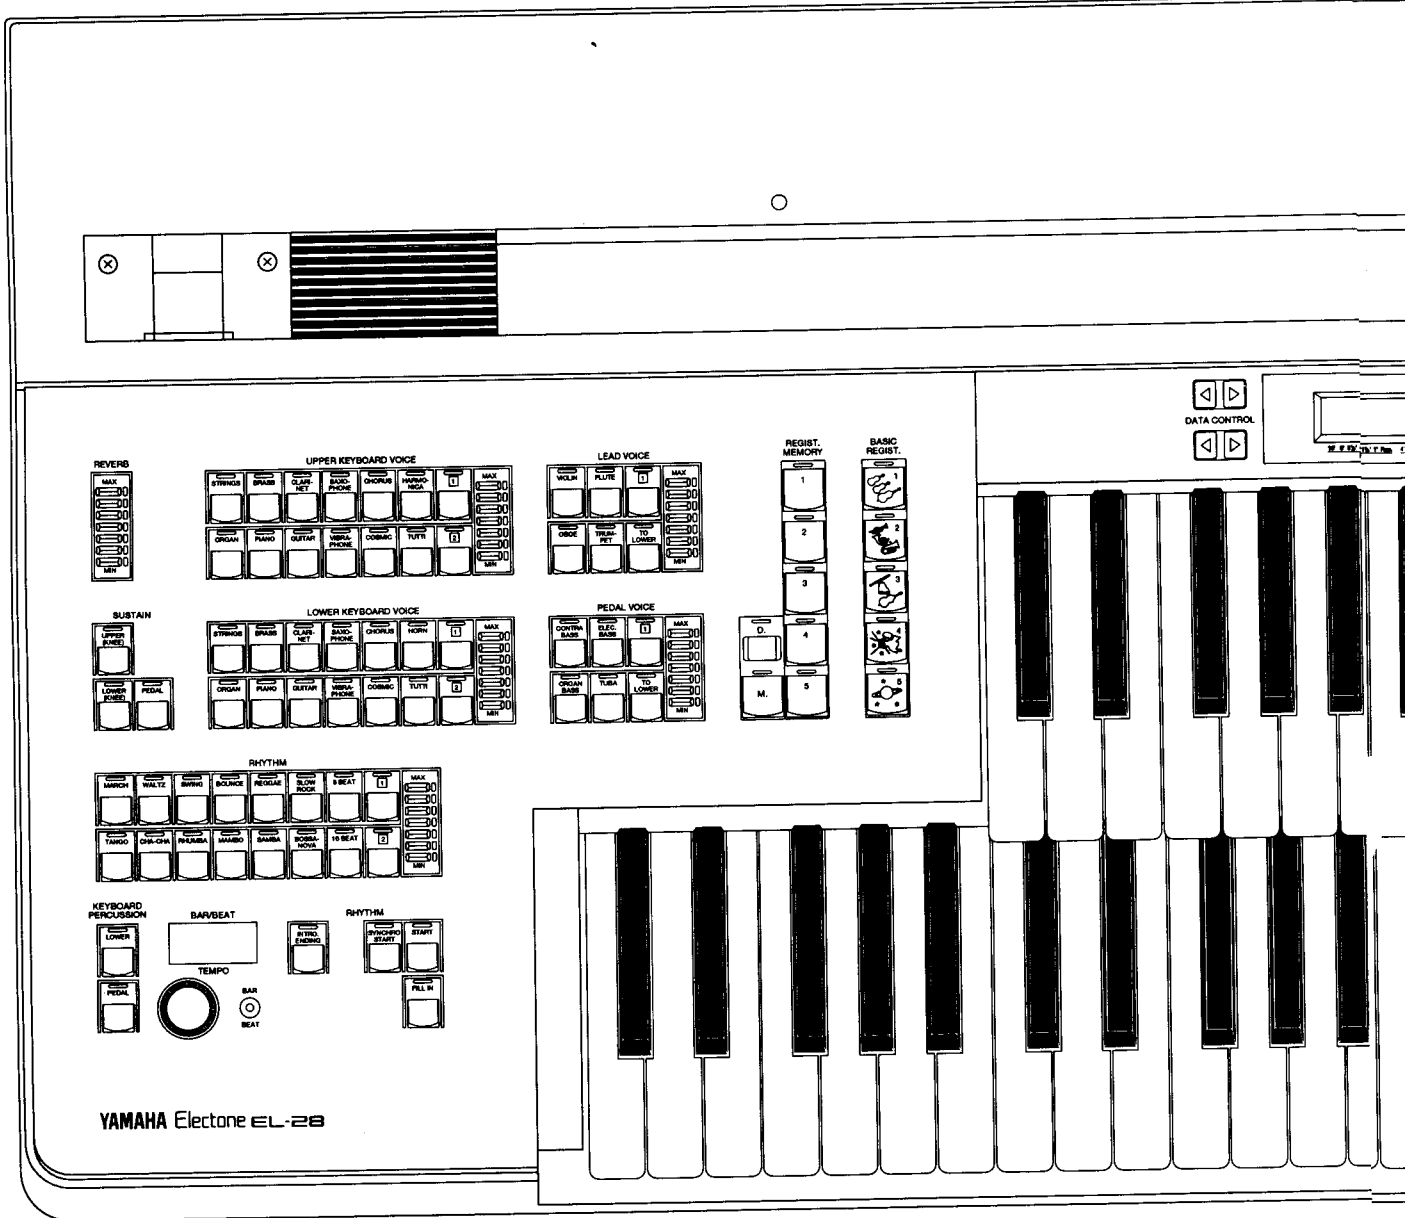 REGIST.
MEMORY
BASIC
REGIST.
DATA CONTROL
REVERB
MAX
MIN
UPPER KEYBOARD VOICE
STRINGS BRASS CLARI-NET SAXO-PHONE CHORUS HARMO-NICA 1 MAX
ORGAN PIANO GUITAR VIBRA-PHONE COSMIC TUTTI 2 MIN
LEAD VOICE
VIOLIN FLUTE 1 MAX
OBOE TRUM-PET TO LOWER MIN
1
2
3
4
5
D.
M.
1
2
3
4
5
SUSTAIN
UPPER (KNEE)
LOWER (KNEE) PEDAL
LOWER KEYBOARD VOICE
STRINGS BRASS CLARI-NET SAXO-PHONE CHORUS HORN 1 MAX
ORGAN PIANO GUITAR VIBRA-PHONE COSMIC TUTTI 2 MIN
PEDAL VOICE
CONTRA BASS ELEC. BASS 1 MAX
ORGAN BASS TUBA TO LOWER MIN
RHYTHM
MARCH WALTZ SWING BOUNCE REGGAE SLOW ROCK 8 BEAT 1 MAX
TANGO CHA-CHA RHUMBA MAMBO SAMBA BOSSA-NOVA 16 BEAT 2 MIN
KEYBOARD
PERCUSSION
LOWER
PEDAL
BAR/BEAT
TEMPO
BAR
BEAT
RHYTHM
INTRO. ENDING SYNCHRO START START
FILL IN
YAMAHA Electone EL-28